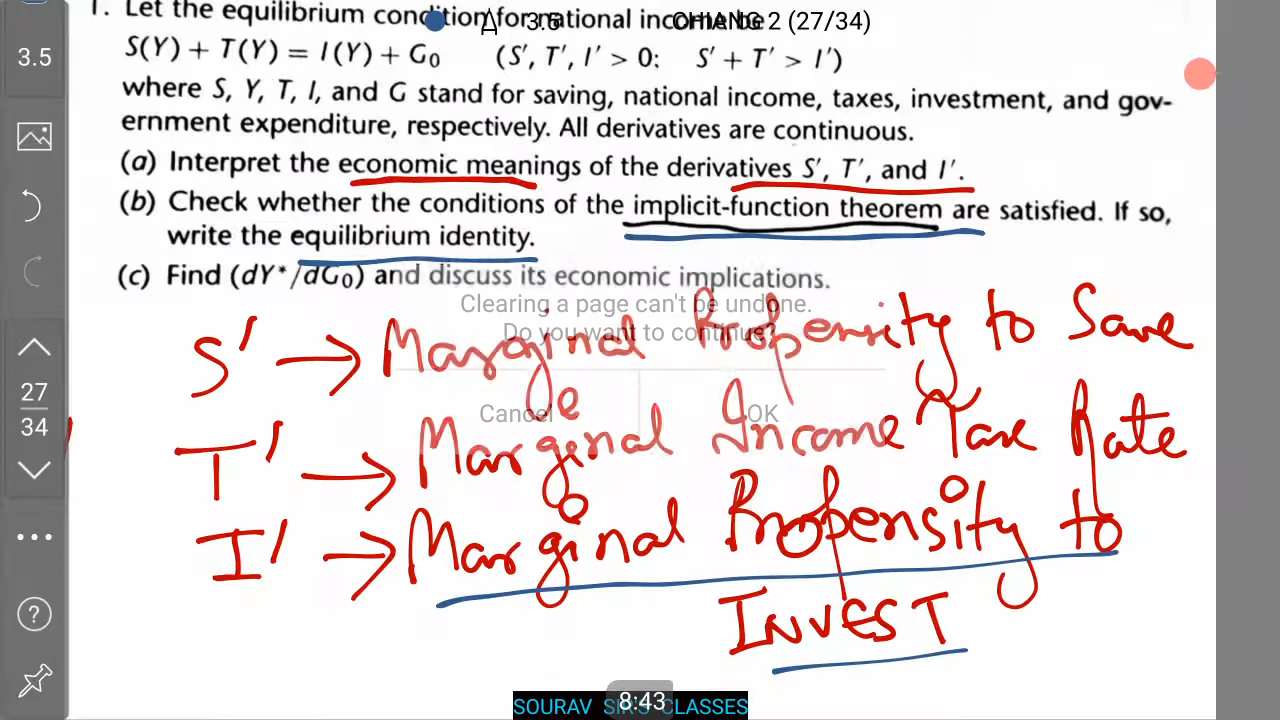 1. Let the equilibrium condition for national income be
Δ 3.5 CHIANG 2 (27/34)
3.5
S(Y) + T(Y) = I(Y) + G₀ (S′, T′, I′ > 0; S′ + T′ > I′)
where S, Y, T, I, and G stand for saving, national income, taxes, investment, and gov-
ernment expenditure, respectively. All derivatives are continuous.
(a) Interpret the economic meanings of the derivatives S′, T′, and I′.
(b) Check whether the conditions of the implicit-function theorem are satisfied. If so,
write the equilibrium identity.
(c) Find (dY*/dG₀) and discuss its economic implications.
Clearing a page can't be undone.
Do you want to continue?
Cancel OK
S′ → Marginal Propensity to Save
T′ → Marginal Income Tax Rate
I′ → Marginal Propensity to
INVEST
27
34
?
8:43
SOURAV SIR'S CLASSES